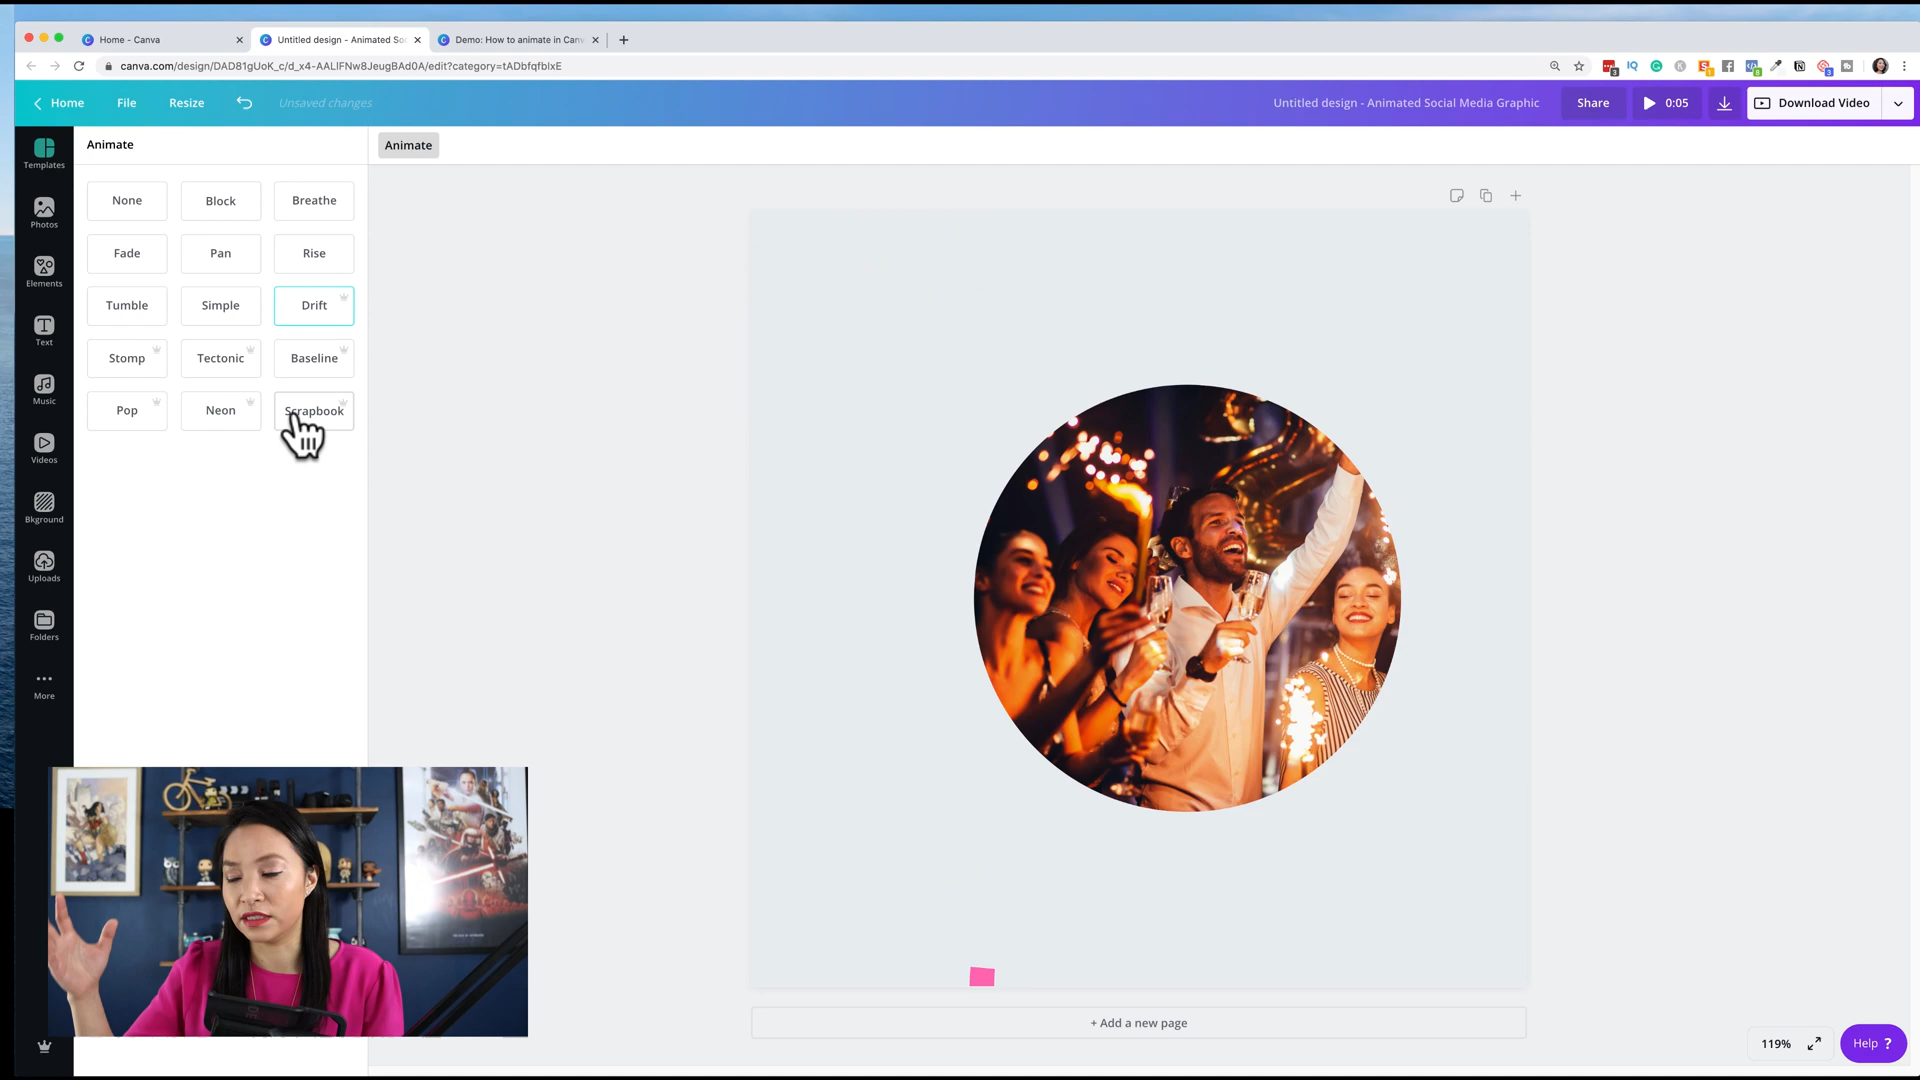 Home - Canva
Untitled design - Animated So
Demo: How to animate in Can
canva.com/design/DAD81gUoK_c/d_x4-AALIFNw8JeugBAd0A/edit?category=tADbfqfblxE
Home
File
Resize
Unsaved changes
Untitled design - Animated Social Media Graphic
Share
0:05
Download Video
Templates
Photos
Elements
Text
Music
Videos
Bkground
Uploads
Folders
More
Animate
Animate
None
Block
Breathe
Fade
Pan
Rise
Tumble
Simple
Drift
Stomp
Tectonic
Baseline
Pop
Neon
Scrapbook
+ Add a new page
119%
Help ?